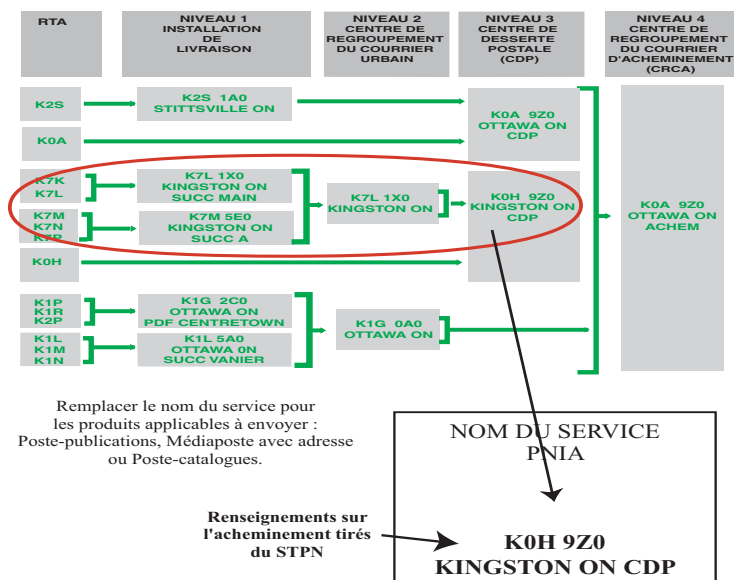 RTA
NIVEAU 1
INSTALLATION
DE
LIVRAISON
NIVEAU 2
CENTRE DE
REGROUPEMENT
DU COURRIER
URBAIN
NIVEAU 3
CENTRE DE
DESSERTE
POSTALE
(CDP)
NIVEAU 4
CENTRE DE
REGROUPEMENT
DU COURRIER
D'ACHEMINEMENT
(CRCA)
K2S
K2S 1A0
STITTSVILLE ON
K0A
K0A 9Z0
OTTAWA ON
CDP
K7K
K7L
K7L 1X0
KINGSTON ON
SUCC MAIN
K7M
K7N
K7P
K7M 5E0
KINGSTON ON
SUCC A
K7L 1X0
KINGSTON ON
K0H 9Z0
KINGSTON ON
CDP
K0A 9Z0
OTTAWA ON
ACHEM
K0H
K1P
K1R
K2P
K1G 2C0
OTTAWA ON
PDF CENTRETOWN
K1L
K1M
K1N
K1L 5A0
OTTAWA 0N
SUCC VANIER
K1G 0A0
OTTAWA ON
Remplacer le nom du service pour
les produits applicables à envoyer :
Poste-publications, Médiaposte avec adresse
ou Poste-catalogues.
NOM DU SERVICE
PNIA
Renseignements sur
l'acheminement tirés
du STPN
K0H 9Z0
KINGSTON ON CDP